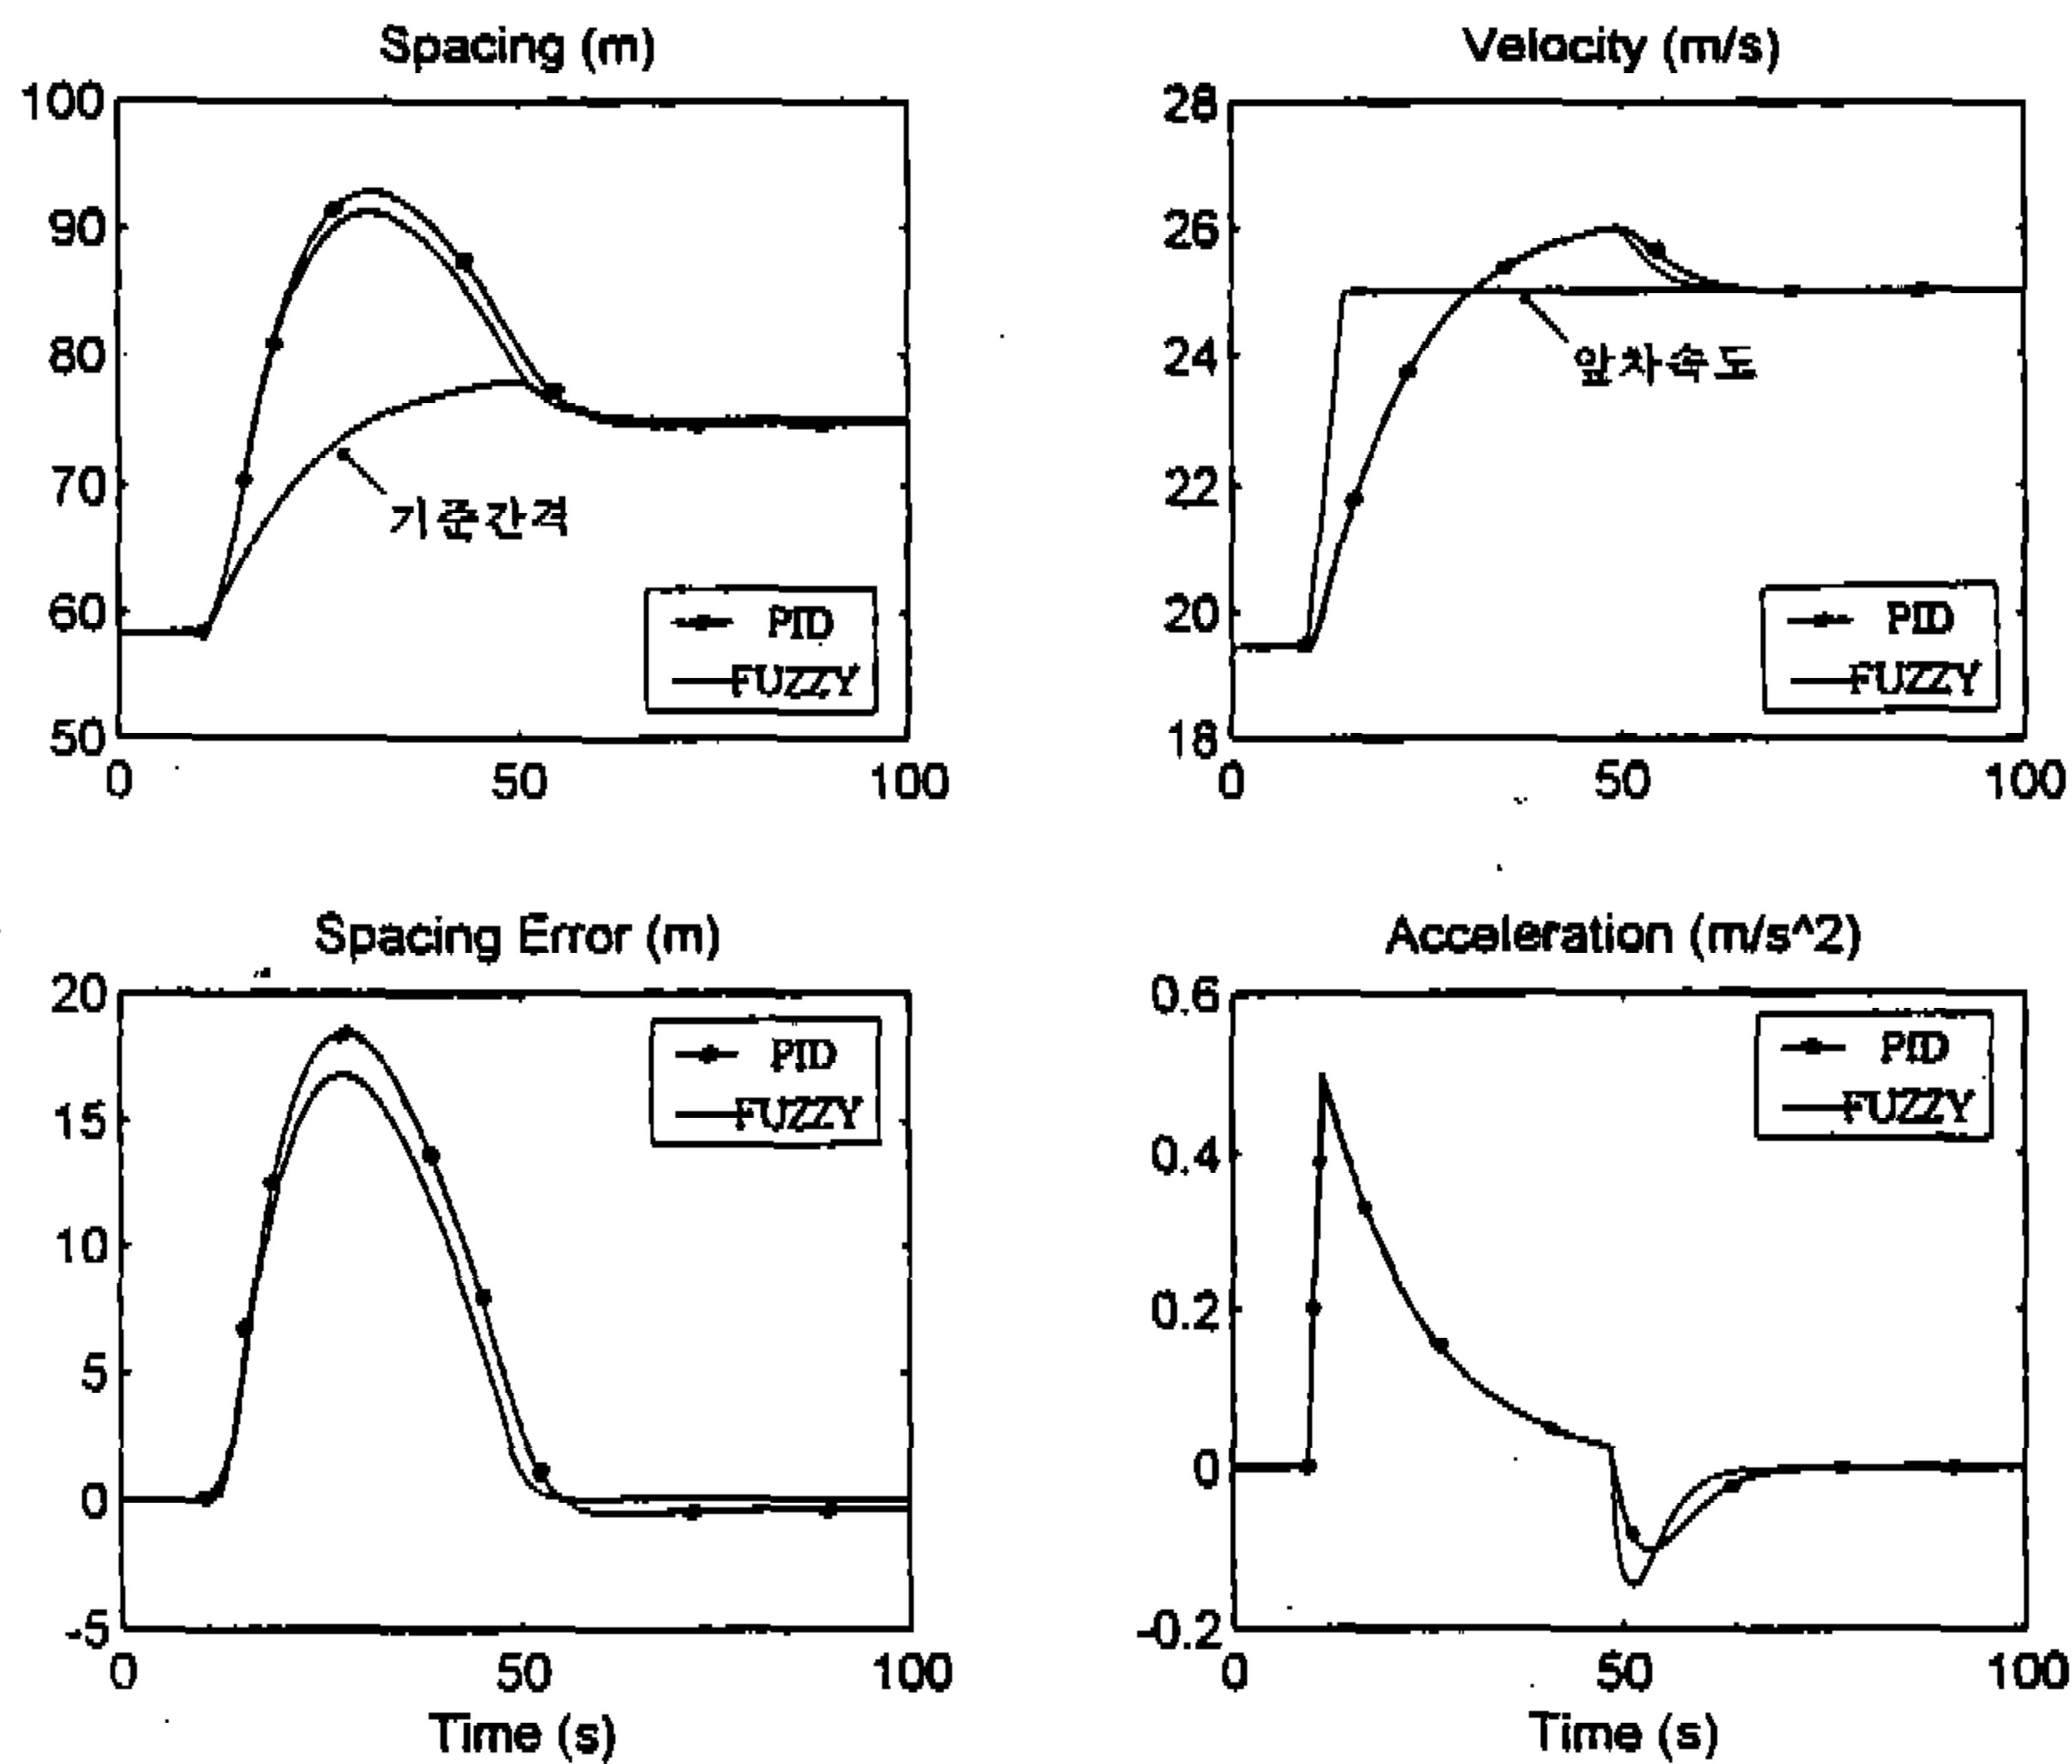 Spacing (m)
100
90
80
70
60
50
0
50
100
기준간격
PID
FUZZY
Velocity (m/s)
28
26
24
22
20
18
0
50
100
앞차속도
PID
FUZZY
Spacing Error (m)
20
15
10
5
0
-5
0
50
100
Time (s)
PID
FUZZY
Acceleration (m/s^2)
0.6
0.4
0.2
0
-0.2
0
50
100
Time (s)
PID
FUZZY